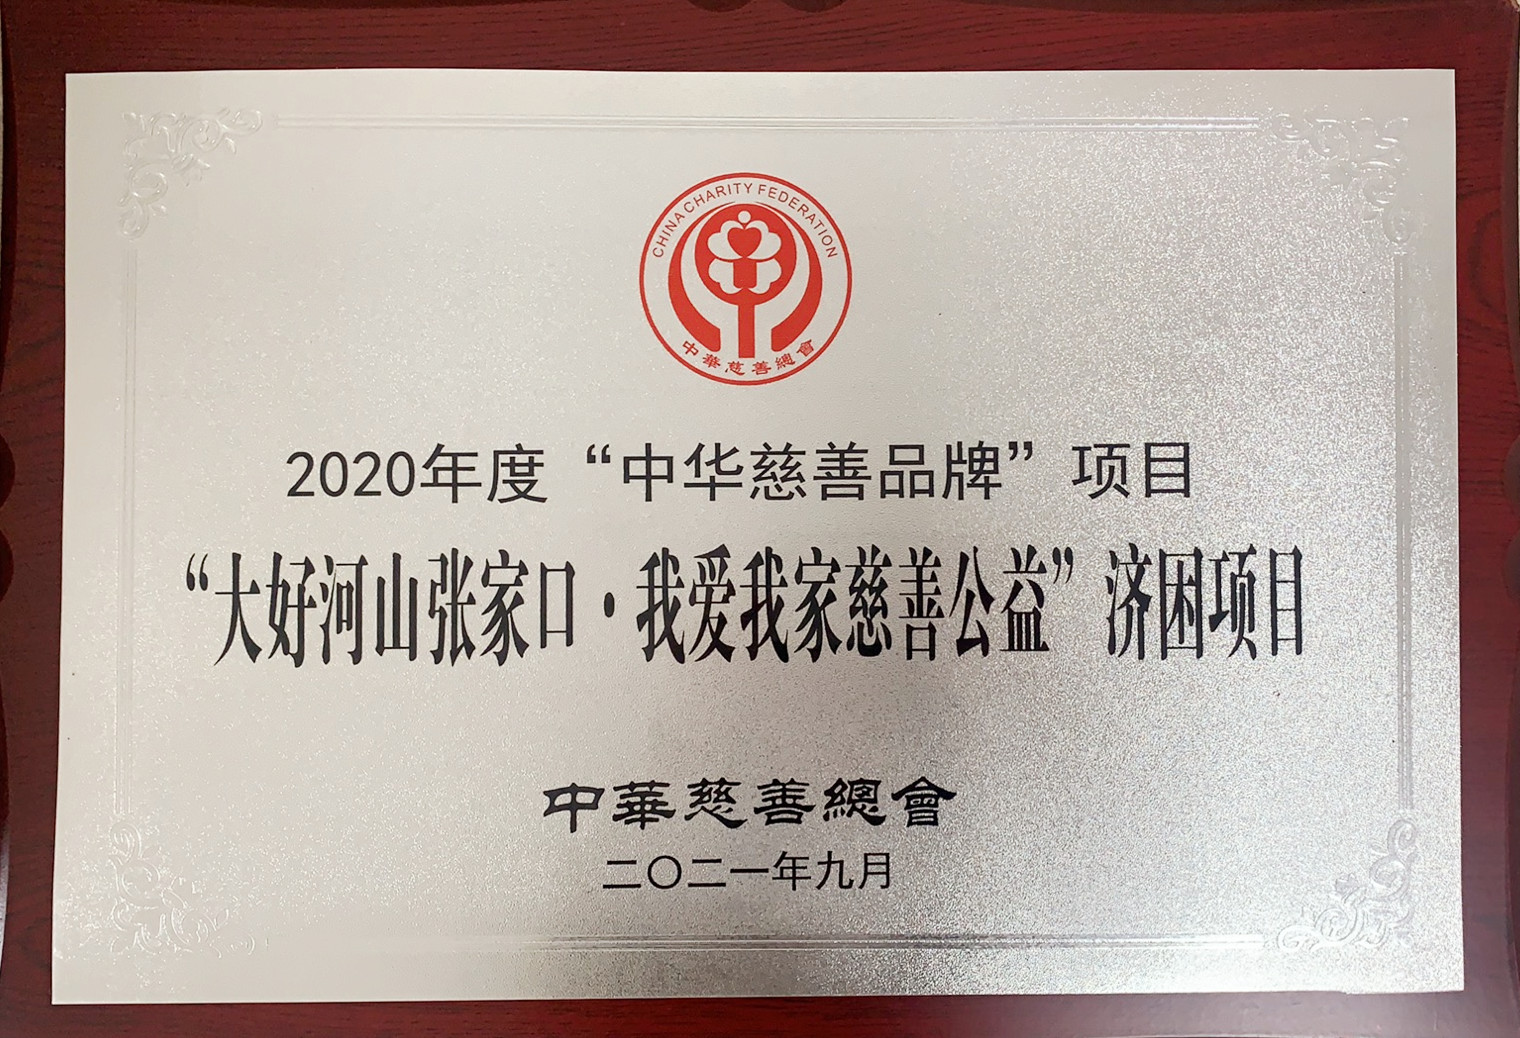 CHINA CHARITY FEDERATION
中華慈善總會
2020年度“中华慈善品牌”项目
“大好河山张家口·我爱我家慈善公益”济困项目
中華慈善總會
二〇二一年九月